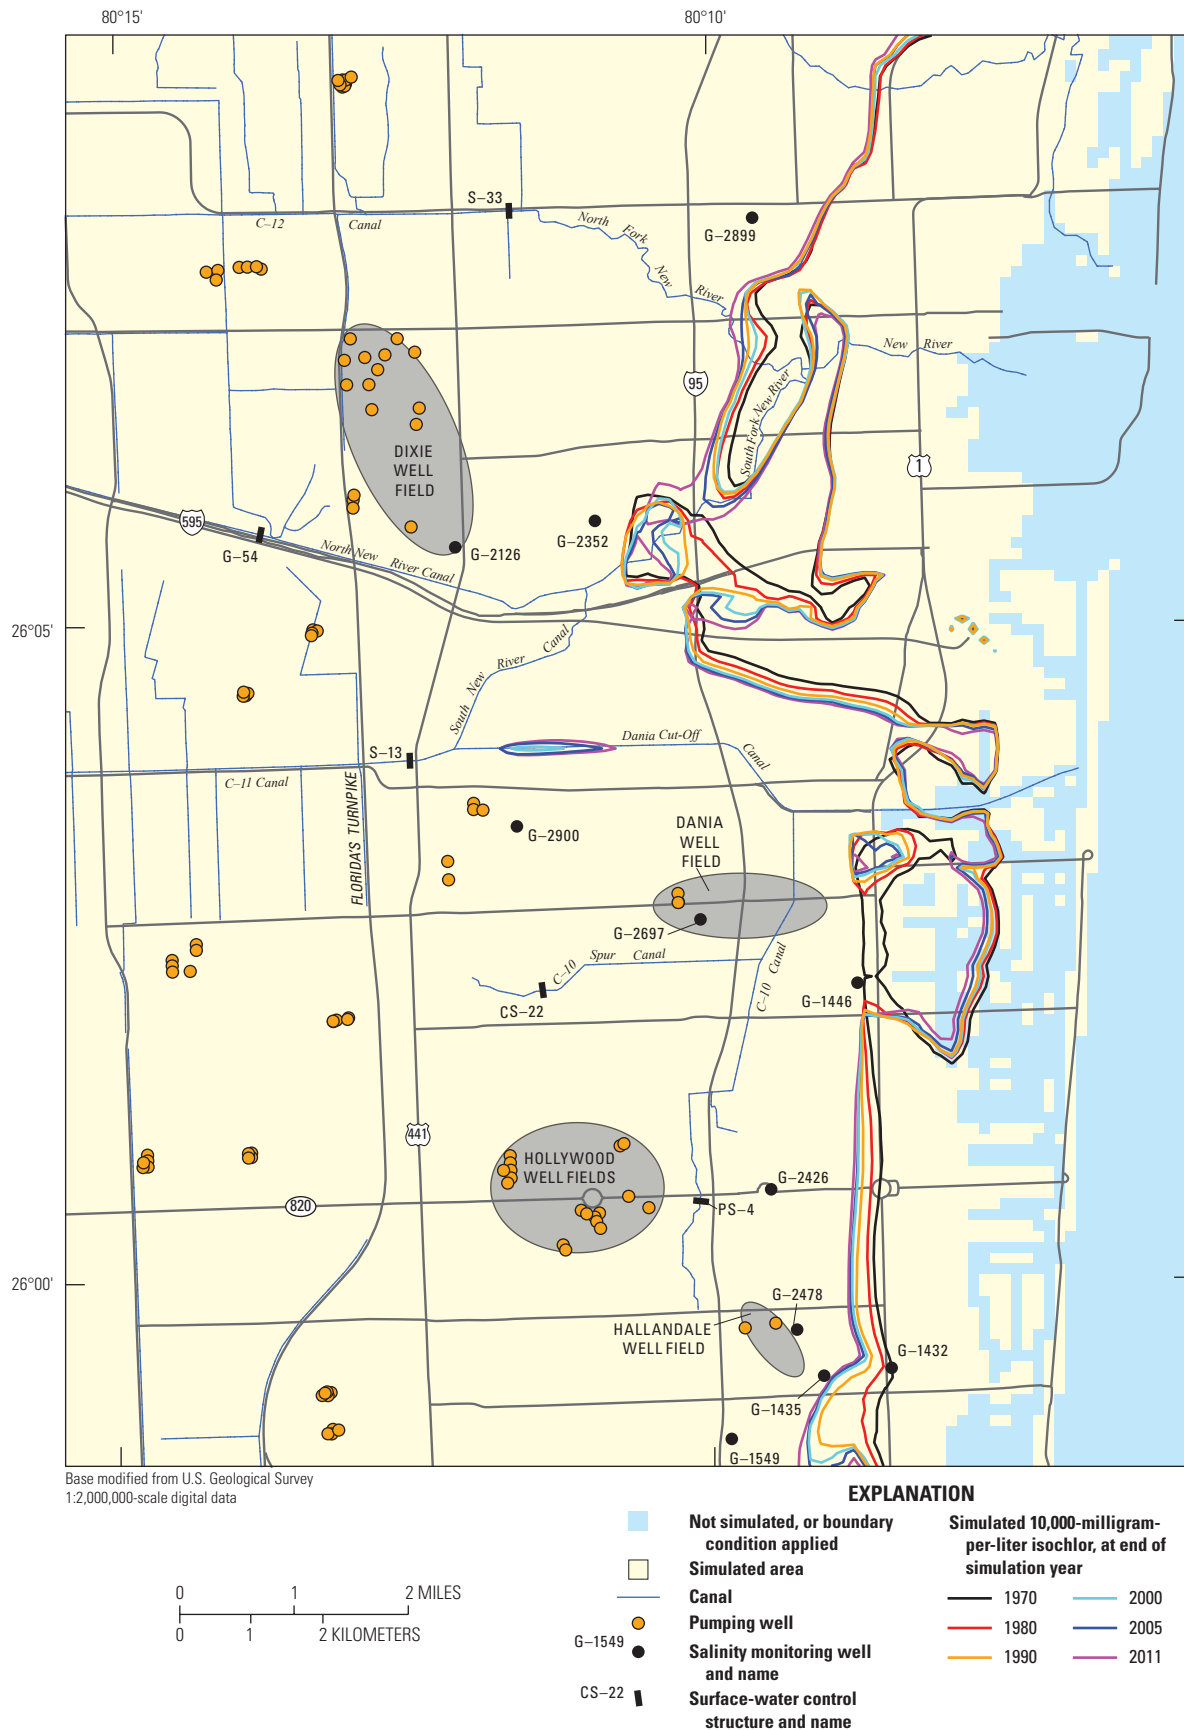 80°15'
80°10'
S–33
C–12
Canal
North Fork New River
G–2899
New River
95
South Fork New River
1
DIXIE
WELL
FIELD
595
G–54
North New River Canal
G–2126
G–2352
26°05'
South New River Canal
S–13
C–11 Canal
Dania Cut–Off Canal
FLORIDA'S TURNPIKE
G–2900
DANIA
WELL
FIELD
G–2697
C–10 Spur Canal
CS–22
C–10 Canal
G–1446
441
HOLLYWOOD
WELL FIELDS
820
G–2426
PS–4
26°00'
G–2478
HALLANDALE
WELL FIELD
G–1432
G–1435
G–1549
Base modified from U.S. Geological Survey
1:2,000,000-scale digital data
0 1 2 MILES
0 1 2 KILOMETERS
EXPLANATION
Not simulated, or boundary
condition applied
Simulated area
Canal
Pumping well
G–1549
Salinity monitoring well
and name
CS–22
Surface-water control
structure and name
Simulated 10,000-milligram-
per-liter isochlor, at end of
simulation year
1970
1980
1990
2000
2005
2011